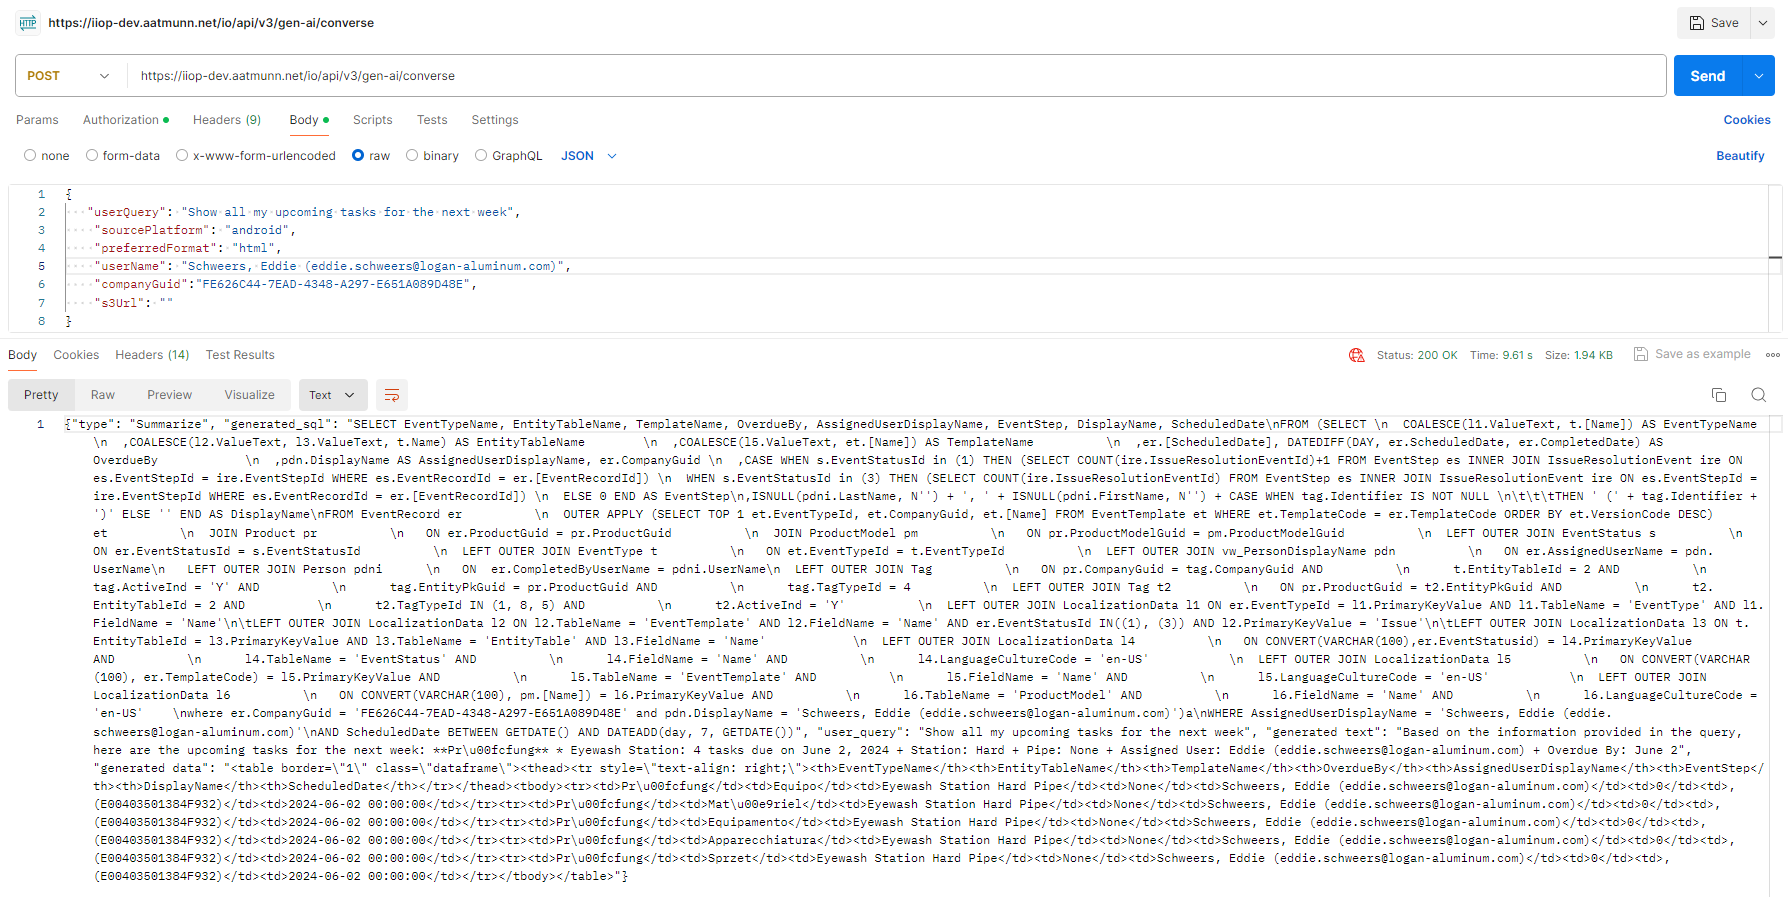 HTTP https://iiop-dev.aatmunn.net/io/api/v3/gen-ai/converse Save
POST https://iiop-dev.aatmunn.net/io/api/v3/gen-ai/converse Send
Params Authorization Headers (9) Body Scripts Tests Settings Cookies
none form-data x-www-form-urlencoded raw binary GraphQL JSON Beautify
1 {
2 "userQuery": "Show all my upcoming tasks for the next week",
3 "sourcePlatform": "android",
4 "preferredFormat": "html",
5 "userName": "Schweers, Eddie (eddie.schweers@logan-aluminum.com)",
6 "companyGuid":"FE626C44-7EAD-4348-A297-E651A089D48E",
7 "s3Url": ""
8 }
Body Cookies Headers (14) Test Results Status: 200 OK Time: 9.61 s Size: 1.94 KB Save as example
Pretty Raw Preview Visualize Text
1 {"type": "Summarize", "generated_sql": "SELECT EventTypeName, EntityTableName, TemplateName, OverdueBy, AssignedUserDisplayName, EventStep, DisplayName, ScheduledDate\nFROM (SELECT \n COALESCE(l1.ValueText, t.[Name]) AS EventTypeName
\n ,COALESCE(l2.ValueText, l3.ValueText, t.Name) AS EntityTableName \n ,COALESCE(l5.ValueText, et.[Name]) AS TemplateName \n ,er.[ScheduledDate], DATEDIFF(DAY, er.ScheduledDate, er.CompletedDate) AS
OverdueBy \n ,pdn.DisplayName AS AssignedUserDisplayName, er.CompanyGuid \n ,CASE WHEN s.EventStatusId in (1) THEN (SELECT COUNT(ire.IssueResolutionEventId)+1 FROM EventStep es INNER JOIN IssueResolutionEvent ire ON
es.EventStepId = ire.EventStepId WHERE es.EventRecordId = er.[EventRecordId]) \n WHEN s.EventStatusId in (3) THEN (SELECT COUNT(ire.IssueResolutionEventId) FROM EventStep es INNER JOIN IssueResolutionEvent ire ON es.EventStepId =
ire.EventStepId WHERE es.EventRecordId = er.[EventRecordId]) \n ELSE 0 END AS EventStep\n,ISNULL(pdni.LastName, N'') + ', ' + ISNULL(pdni.FirstName, N'') + CASE WHEN tag.Identifier IS NOT NULL \n\t\t\tTHEN ' (' + tag.Identifier +
')' ELSE '' END AS DisplayName\nFROM EventRecord er \n OUTER APPLY (SELECT TOP 1 et.EventTypeId, et.CompanyGuid, et.[Name] FROM EventTemplate et WHERE et.TemplateCode = er.TemplateCode ORDER BY et.VersionCode DESC)
et \n JOIN Product pr \n ON er.ProductGuid = pr.ProductGuid \n JOIN ProductModel pm \n ON pr.ProductModelGuid = pm.ProductModelGuid \n LEFT OUTER JOIN EventStatus s \n
ON er.EventStatusId = s.EventStatusId \n LEFT OUTER JOIN EventType t \n ON et.EventTypeId = t.EventTypeId \n LEFT OUTER JOIN vw_PersonDisplayName pdn \n ON er.AssignedUserName = pdn.
UserName\n LEFT OUTER JOIN Person pdni \n ON er.CompletedByUserName = pdni.UserName\n LEFT OUTER JOIN Tag \n ON pr.CompanyGuid = tag.CompanyGuid AND \n t.EntityTableId = 2 AND \n
tag.ActiveInd = 'Y' AND \n tag.EntityPkGuid = pr.ProductGuid AND \n tag.TagTypeId = 4 \n LEFT OUTER JOIN Tag t2 \n ON pr.ProductGuid = t2.EntityPkGuid AND \n t2.
EntityTableId = 2 AND \n t2.TagTypeId IN (1, 8, 5) AND \n t2.ActiveInd = 'Y' \n LEFT OUTER JOIN LocalizationData l1 ON er.EventTypeId = l1.PrimaryKeyValue AND l1.TableName = 'EventType' AND l1.
FieldName = 'Name'\n\tLEFT OUTER JOIN LocalizationData l2 ON l2.TableName = 'EventTemplate' AND l2.FieldName = 'Name' AND er.EventStatusId IN((1), (3)) AND l2.PrimaryKeyValue = 'Issue'\n\tLEFT OUTER JOIN LocalizationData l3 ON t.
EntityTableId = l3.PrimaryKeyValue AND l3.TableName = 'EntityTable' AND l3.FieldName = 'Name' \n LEFT OUTER JOIN LocalizationData l4 \n ON CONVERT(VARCHAR(100),er.EventStatusid) = l4.PrimaryKeyValue
AND \n l4.TableName = 'EventStatus' AND \n l4.FieldName = 'Name' AND \n l4.LanguageCultureCode = 'en-US' \n LEFT OUTER JOIN LocalizationData l5 \n ON CONVERT(VARCHAR
(100), er.TemplateCode) = l5.PrimaryKeyValue AND \n l5.TableName = 'EventTemplate' AND \n l5.FieldName = 'Name' AND \n l5.LanguageCultureCode = 'en-US' \n LEFT OUTER JOIN
LocalizationData l6 \n ON CONVERT(VARCHAR(100), pm.[Name]) = l6.PrimaryKeyValue AND \n l6.TableName = 'ProductModel' AND \n l6.FieldName = 'Name' AND \n l6.LanguageCultureCode =
'en-US' \nwhere er.CompanyGuid = 'FE626C44-7EAD-4348-A297-E651A089D48E' and pdn.DisplayName = 'Schweers, Eddie (eddie.schweers@logan-aluminum.com)')a\nWHERE AssignedUserDisplayName = 'Schweers, Eddie (eddie.
schweers@logan-aluminum.com)'\nAND ScheduledDate BETWEEN GETDATE() AND DATEADD(day, 7, GETDATE())", "user_query": "Show all my upcoming tasks for the next week", "generated text": "Based on the information provided in the query,
here are the upcoming tasks for the next week: **Pr\u00fcfung** * Eyewash Station: 4 tasks due on June 2, 2024 + Station: Hard + Pipe: None + Assigned User: Eddie (eddie.schweers@logan-aluminum.com) + Overdue By: June 2",
"generated data": "<table border=\"1\" class=\"dataframe\"><thead><tr style=\"text-align: right;\"><th>EventTypeName</th><th>EntityTableName</th><th>TemplateName</th><th>OverdueBy</th><th>AssignedUserDisplayName</th><th>EventStep</
th><th>DisplayName</th><th>ScheduledDate</th></tr></thead><tbody><tr><td>Pr\u00fcfung</td><td>Equipo</td><td>Eyewash Station Hard Pipe</td><td>None</td><td>Schweers, Eddie (eddie.schweers@logan-aluminum.com)</td><td>0</td><td>,
(E00403501384F932)</td><td>2024-06-02 00:00:00</td></tr><tr><td>Pr\u00fcfung</td><td>Mat\u00e9riel</td><td>Eyewash Station Hard Pipe</td><td>None</td><td>Schweers, Eddie (eddie.schweers@logan-aluminum.com)</td><td>0</td><td>,
(E00403501384F932)</td><td>2024-06-02 00:00:00</td></tr><tr><td>Pr\u00fcfung</td><td>Equipamento</td><td>Eyewash Station Hard Pipe</td><td>None</td><td>Schweers, Eddie (eddie.schweers@logan-aluminum.com)</td><td>0</td><td>,
(E00403501384F932)</td><td>2024-06-02 00:00:00</td></tr><tr><td>Pr\u00fcfung</td><td>Apparecchiatura</td><td>Eyewash Station Hard Pipe</td><td>None</td><td>Schweers, Eddie (eddie.schweers@logan-aluminum.com)</td><td>0</td><td>,
(E00403501384F932)</td><td>2024-06-02 00:00:00</td></tr><tr><td>Pr\u00fcfung</td><td>Sprzet</td><td>Eyewash Station Hard Pipe</td><td>None</td><td>Schweers, Eddie (eddie.schweers@logan-aluminum.com)</td><td>0</td><td>,
(E00403501384F932)</td><td>2024-06-02 00:00:00</td></tr></tbody></table>"}